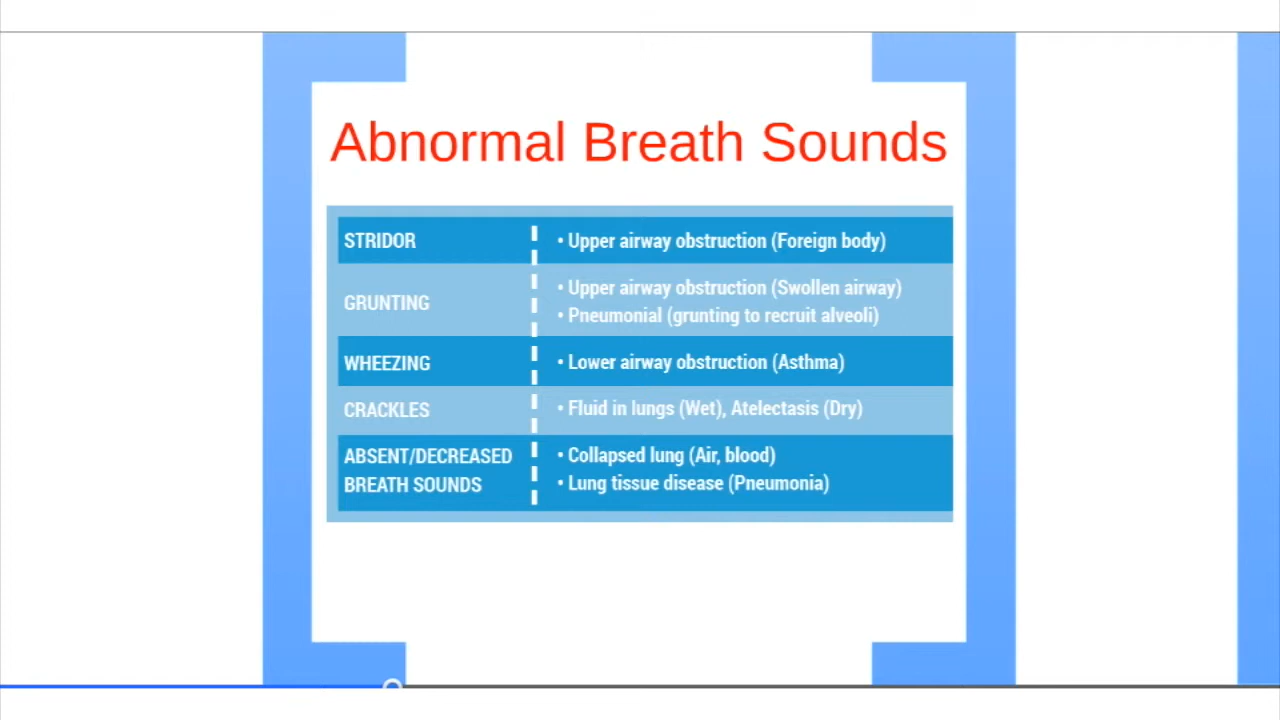 Abnormal Breath Sounds
STRIDOR
• Upper airway obstruction (Foreign body)
GRUNTING
• Upper airway obstruction (Swollen airway)
• Pneumonial (grunting to recruit alveoli)
WHEEZING
• Lower airway obstruction (Asthma)
CRACKLES
• Fluid in lungs (Wet), Atelectasis (Dry)
ABSENT/DECREASED
BREATH SOUNDS
• Collapsed lung (Air, blood)
• Lung tissue disease (Pneumonia)